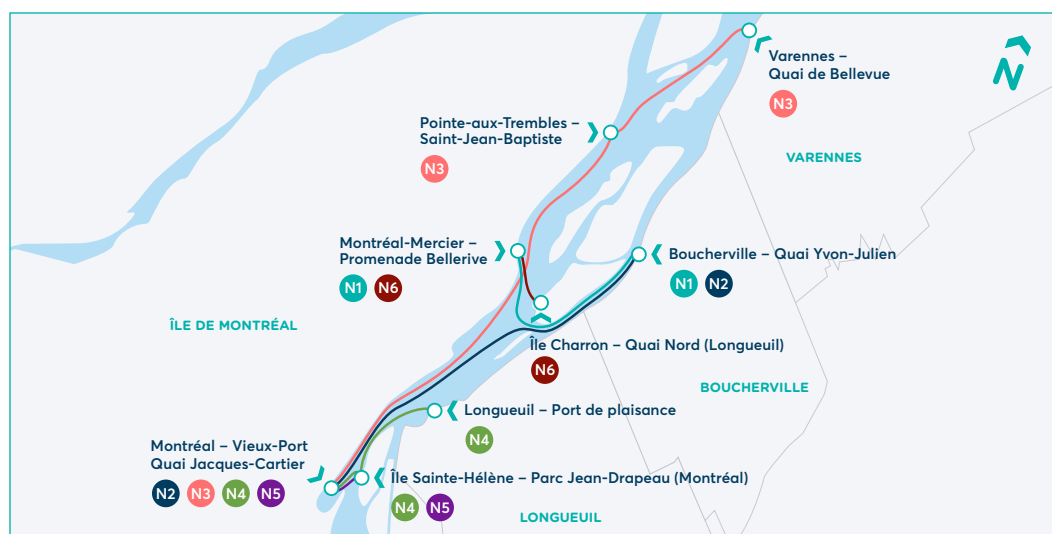 N
Varennes –
Quai de Bellevue
N3
Pointe-aux-Trembles –
Saint-Jean-Baptiste
N3
VARENNES
Montréal-Mercier –
Promenade Bellerive
N1 N6
Boucherville – Quai Yvon-Julien
N1 N2
ÎLE DE MONTRÉAL
Île Charron – Quai Nord (Longueuil)
N6
BOUCHERVILLE
Longueuil – Port de plaisance
N4
Montréal – Vieux-Port
Quai Jacques-Cartier
N2 N3 N4 N5
Île Sainte-Hélène – Parc Jean-Drapeau (Montréal)
N4 N5
LONGUEUIL